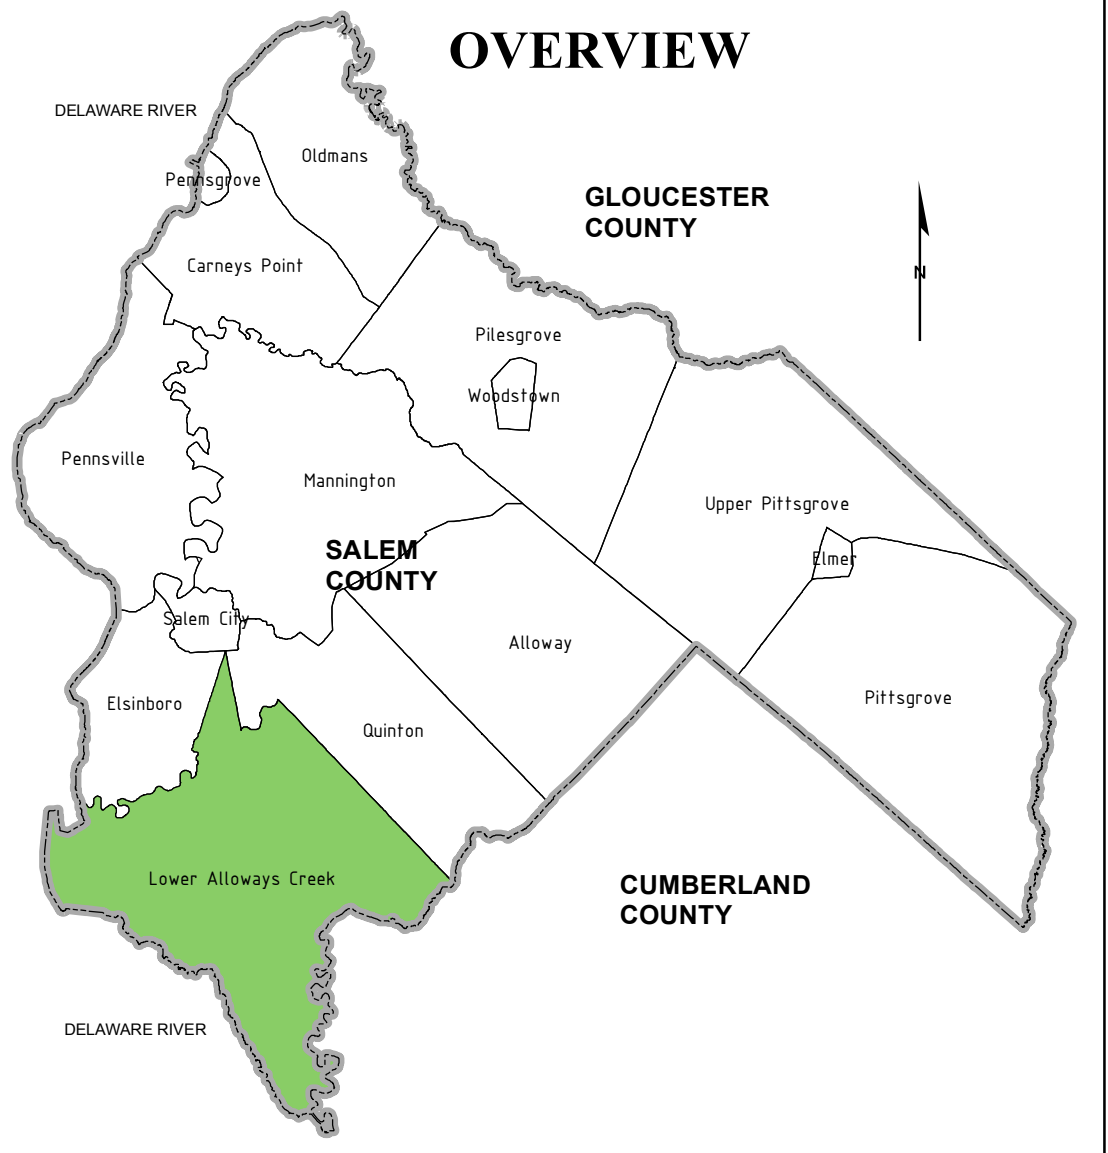 OVERVIEW
DELAWARE RIVER
Oldmans
Pennsgrove
GLOUCESTER
COUNTY
Carneys Point
N
Pilesgrove
Woodstown
Pennsville
Mannington
Upper Pittsgrove
SALEM
COUNTY
Elmer
Salem City
Alloway
Elsinboro
Pittsgrove
Quinton
Lower Alloways Creek
CUMBERLAND
COUNTY
DELAWARE RIVER